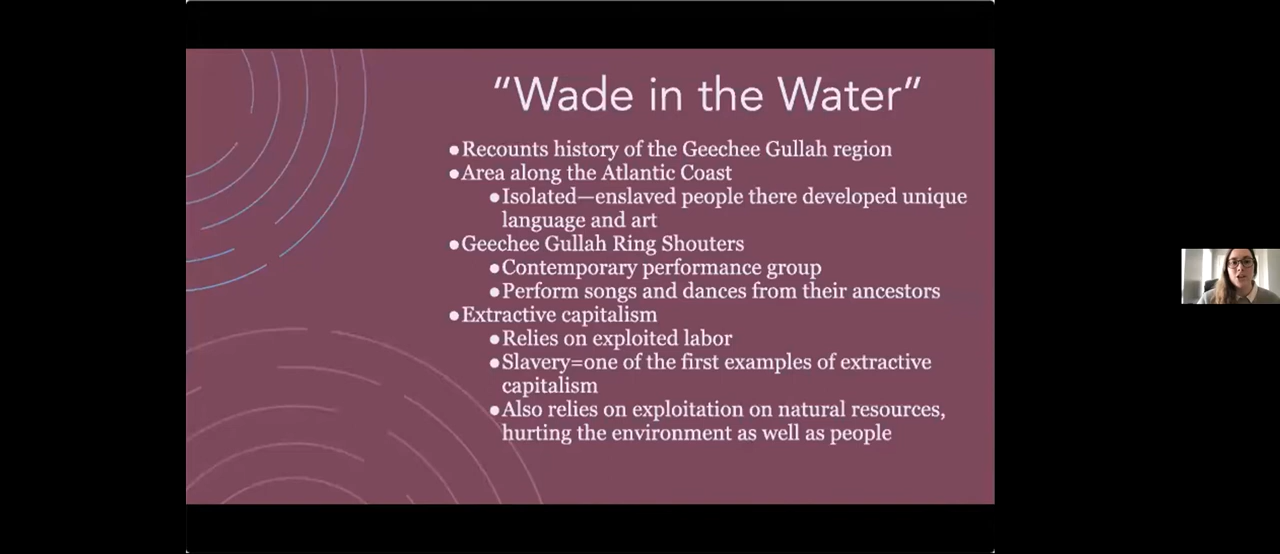 “Wade in the Water”
●Recounts history of the Geechee Gullah region
●Area along the Atlantic Coast
●Isolated—enslaved people there developed unique
language and art
●Geechee Gullah Ring Shouters
●Contemporary performance group
●Perform songs and dances from their ancestors
●Extractive capitalism
●Relies on exploited labor
●Slavery=one of the first examples of extractive
capitalism
●Also relies on exploitation on natural resources,
hurting the environment as well as people